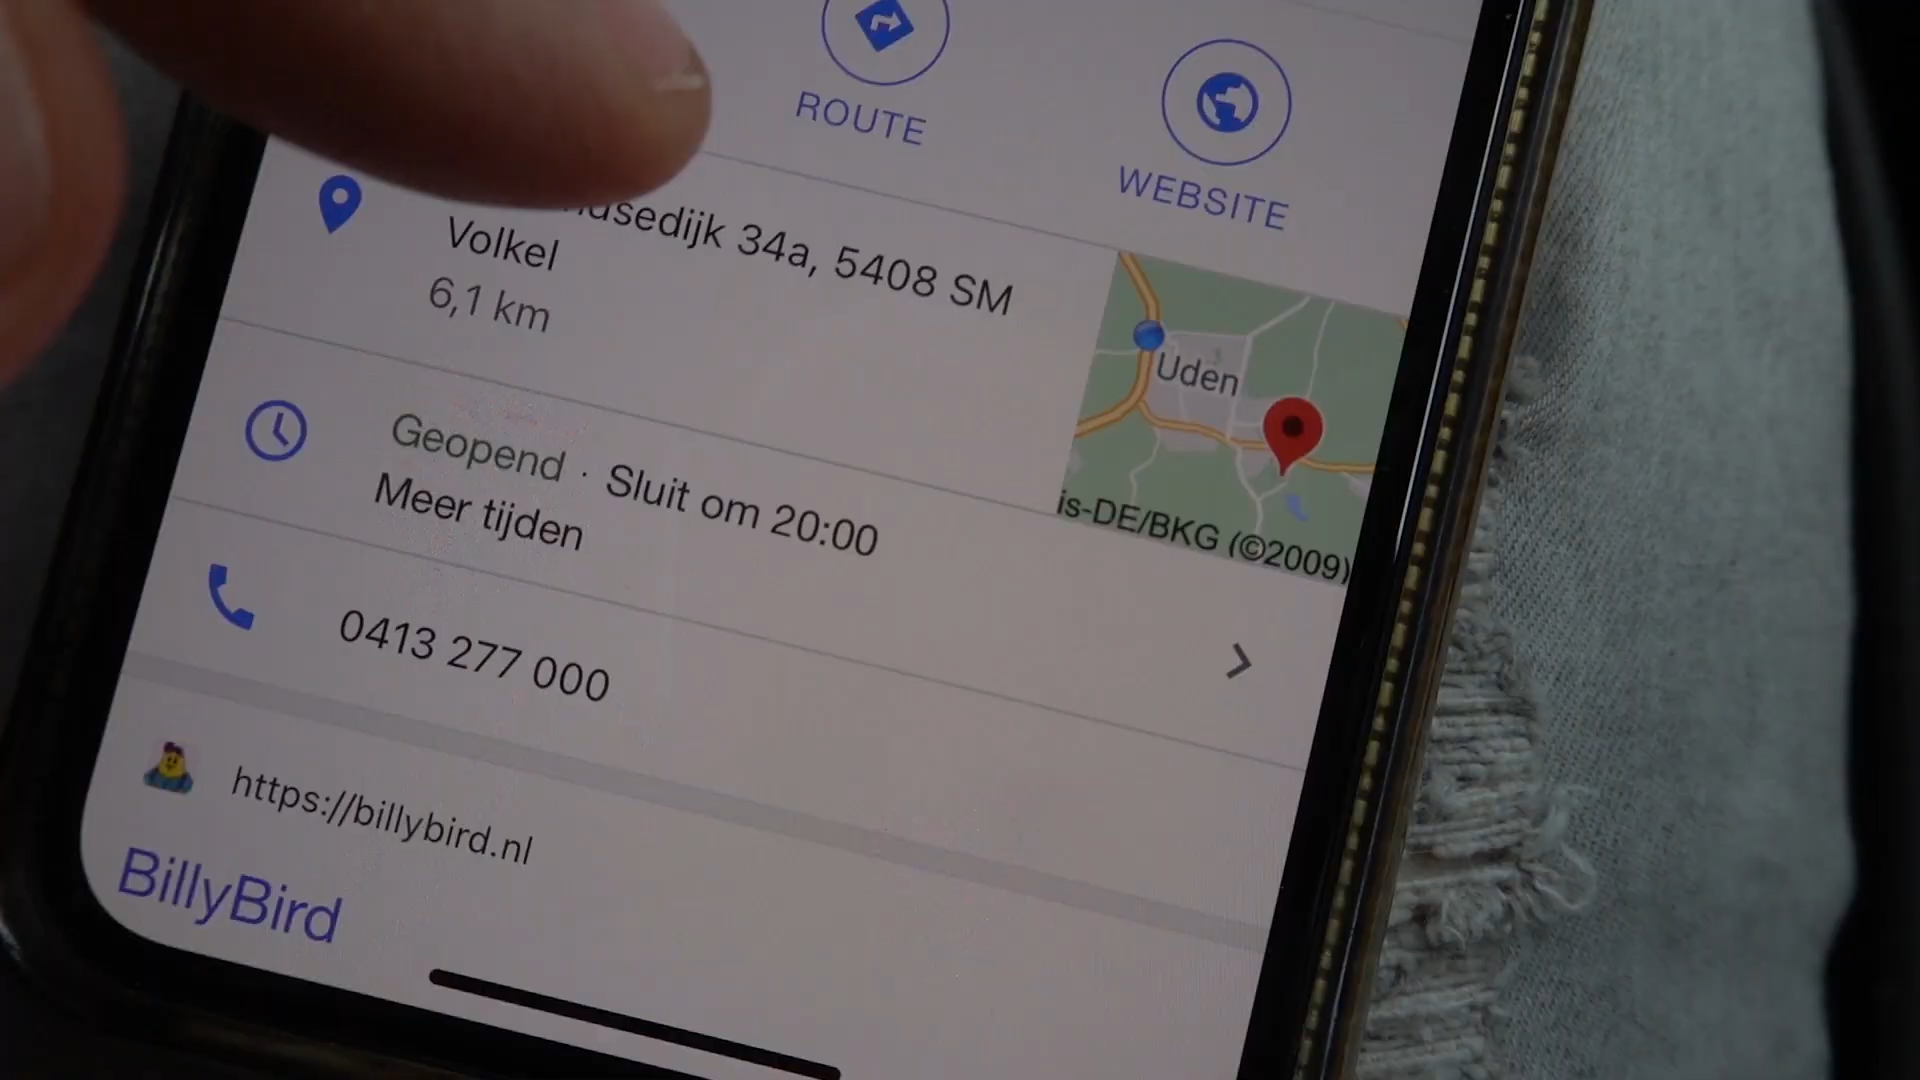 ROUTE
WEBSITE
34a, 5408 SM
Volkel
6,1 km
Uden
is-DE/BKG (©2009)
Geopend · Sluit om 20:00
Meer tijden
0413 277 000
https://billybird.nl
BillyBird